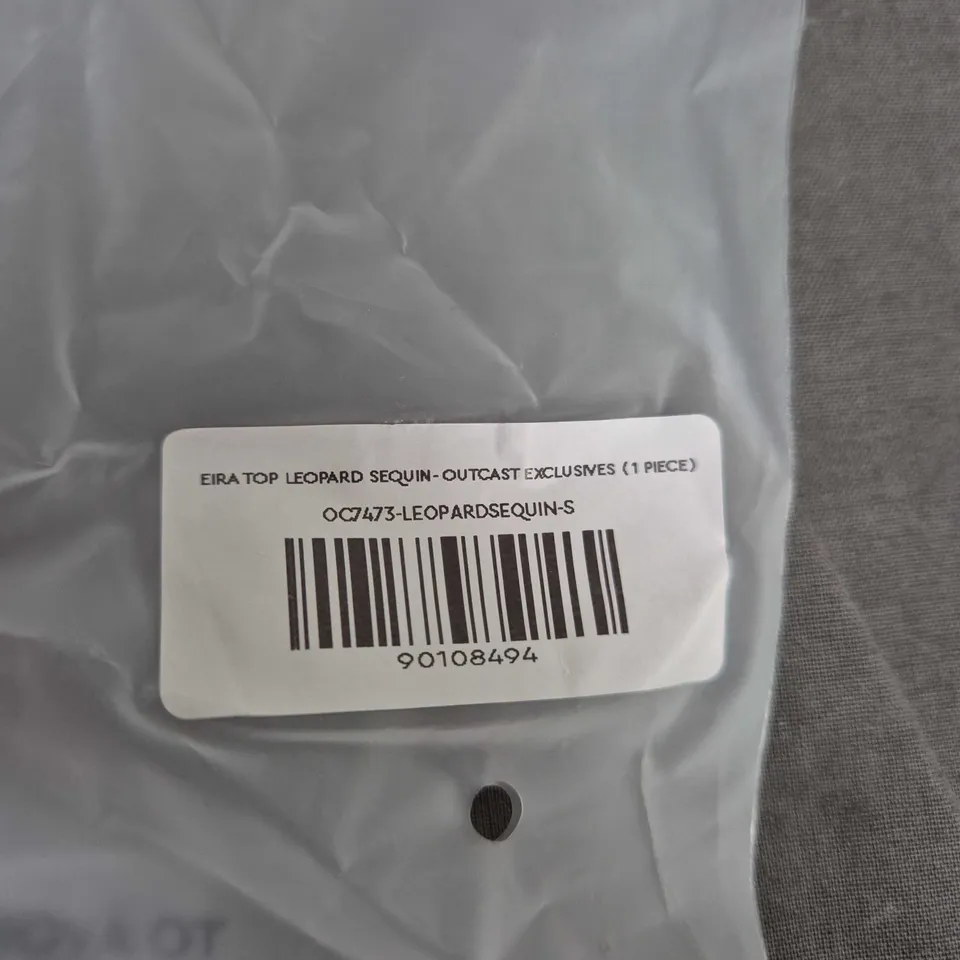 EIRA TOP LEOPARD SEQUIN- OUTCAST EXCLUSIVES (1 PIECE)
OC7473-LEOPARDSEQUIN-S
90108494